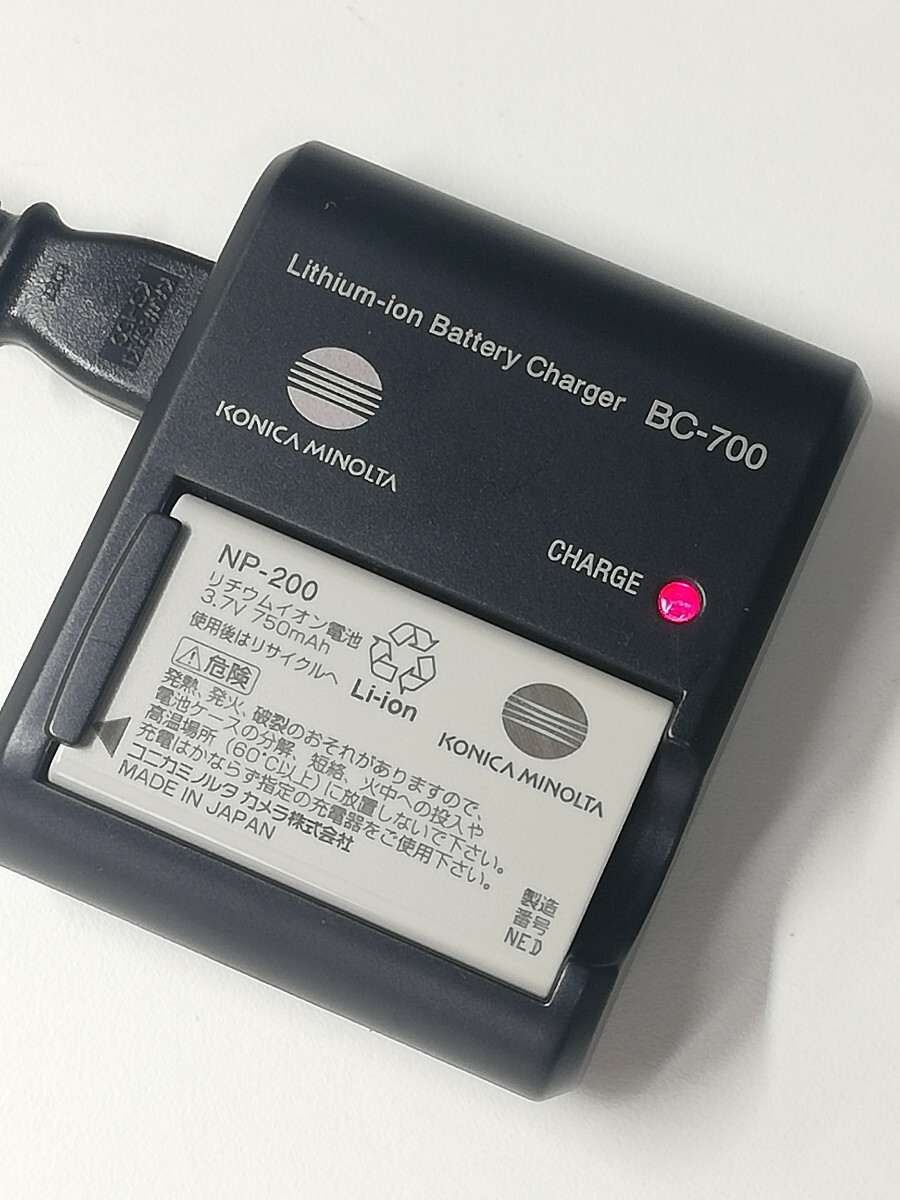 Lithium-ion Battery Charger BC-700
KONICA MINOLTA
CHARGE
NP-200
リチウムイオン電池
3.7V 750mAh
使用後はリサイクルへ
Li-ion
危険
発熱、発火、破裂のおそれがありますので、
電池ケースの分解、短絡、火中への投入や
高温場所(60°C以上)に放置しないで下さい。
充電はかならず指定の充電器をご使用下さい。
コニカミノルタ カメラ株式会社
MADE IN JAPAN
KONICA MINOLTA
製造
番号
NED